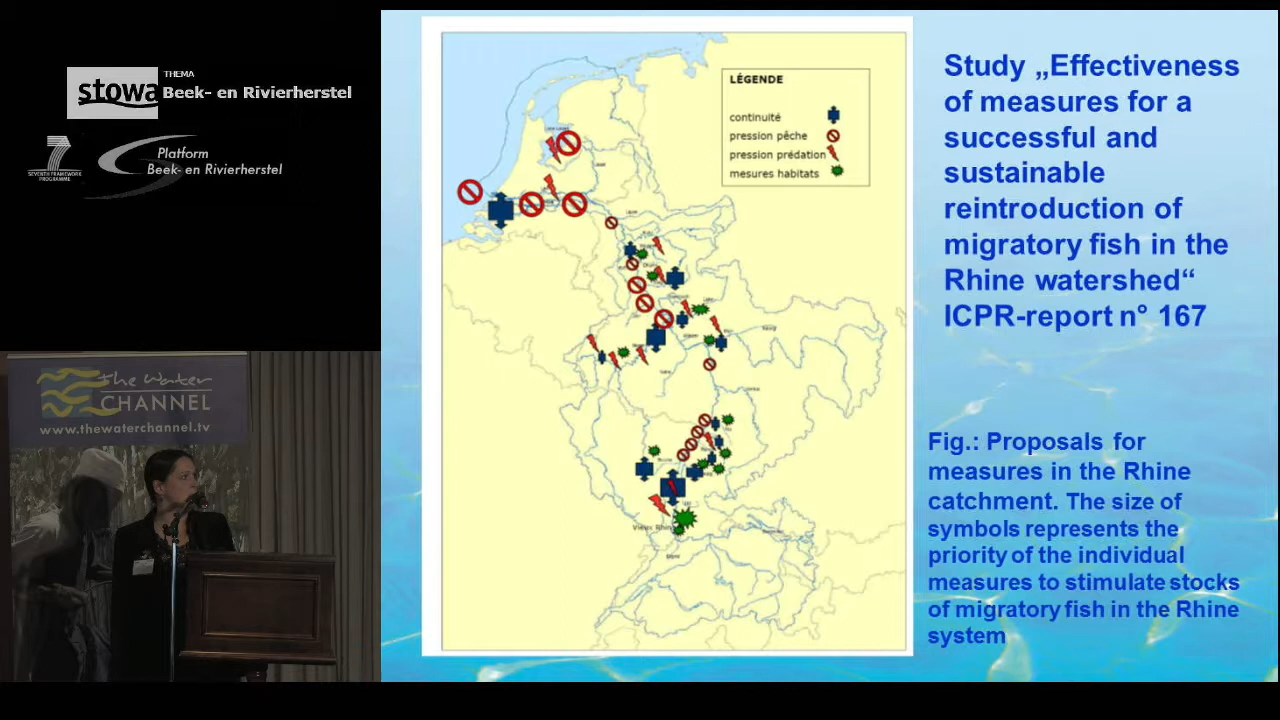 stowa
THEMA
Beek- en Rivierherstel
SEVENTH FRAMEWORK
PROGRAMME
Platform
Beek- en Rivierherstel
the Water
CHANNEL
www.thewaterchannel.tv
LÉGENDE
continuité
pression pêche
pression prédation
mesures habitats
Vieux Rhin
Study „Effectiveness
of measures for a
successful and
sustainable
reintroduction of
migratory fish in the
Rhine watershed“
ICPR-report n° 167
Fig.: Proposals for
measures in the Rhine
catchment. The size of
symbols represents the
priority of the individual
measures to stimulate stocks
of migratory fish in the Rhine
system